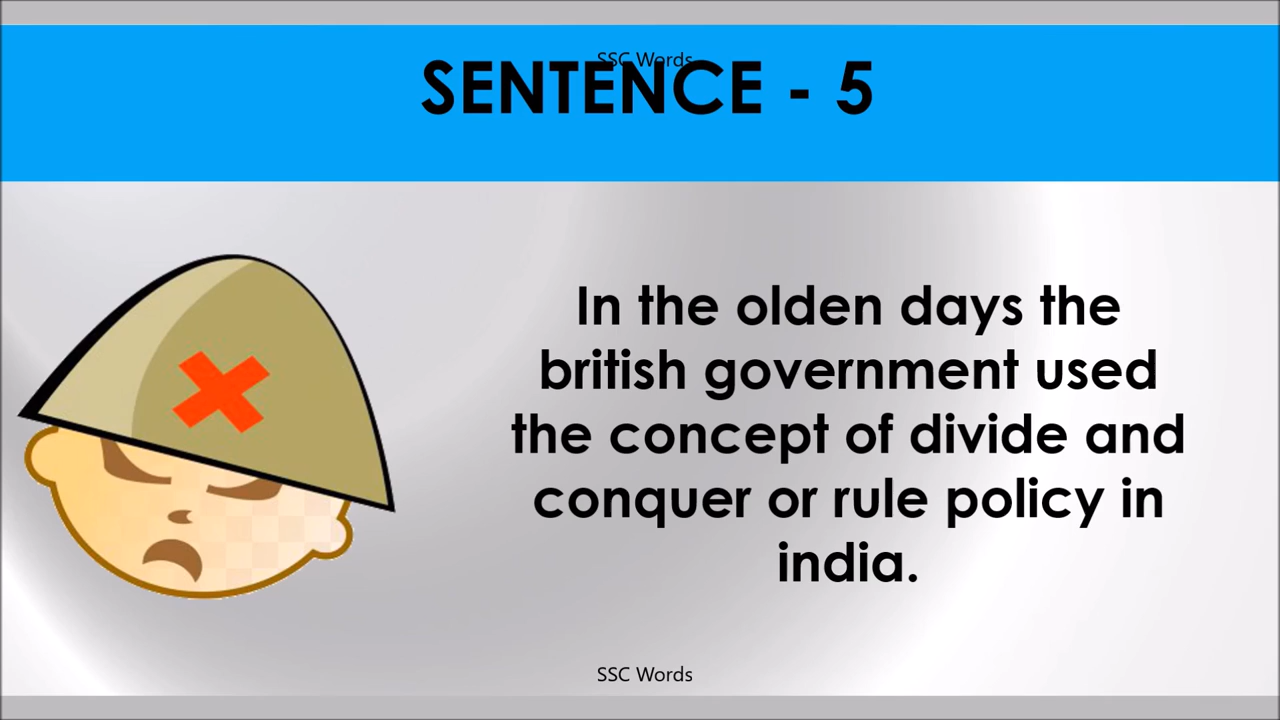 SSC Words
SENTENCE - 5
In the olden days the
british government used
the concept of divide and
conquer or rule policy in
india.
SSC Words